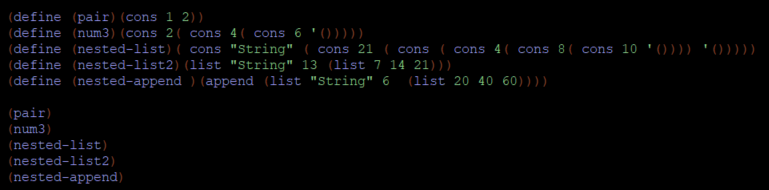 (define (pair)(cons 1 2))
(define (num3)(cons 2( cons 4( cons 6 '()))))
(define (nested-list)( cons "String" ( cons 21 ( cons ( cons 4( cons 8( cons 10 '()))) '()))))
(define (nested-list2)(list "String" 13 (list 7 14 21)))
(define (nested-append )(append (list "String" 6  (list 20 40 60))))
(pair)
(num3)
(nested-list)
(nested-list2)
(nested-append)